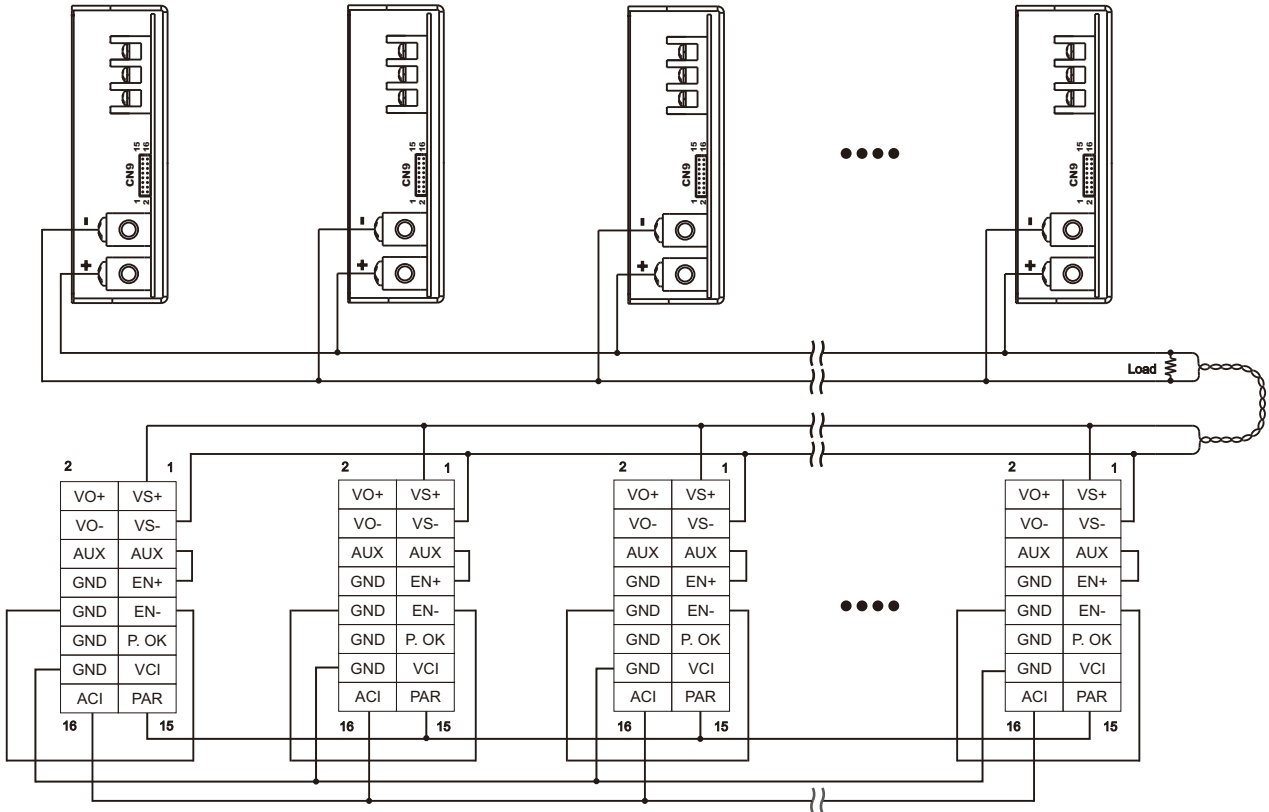 15 16
CN9
1 2
-
+
15 16
CN9
1 2
-
+
15 16
CN9
1 2
-
+
15 16
CN9
1 2
-
+
Load
2 1
VO+ VS+
VO- VS-
AUX AUX
GND EN+
GND EN-
GND P. OK
GND VCI
ACI PAR
16 15
2 1
VO+ VS+
VO- VS-
AUX AUX
GND EN+
GND EN-
GND P. OK
GND VCI
ACI PAR
16 15
2 1
VO+ VS+
VO- VS-
AUX AUX
GND EN+
GND EN-
GND P. OK
GND VCI
ACI PAR
16 15
2 1
VO+ VS+
VO- VS-
AUX AUX
GND EN+
GND EN-
GND P. OK
GND VCI
ACI PAR
16 15